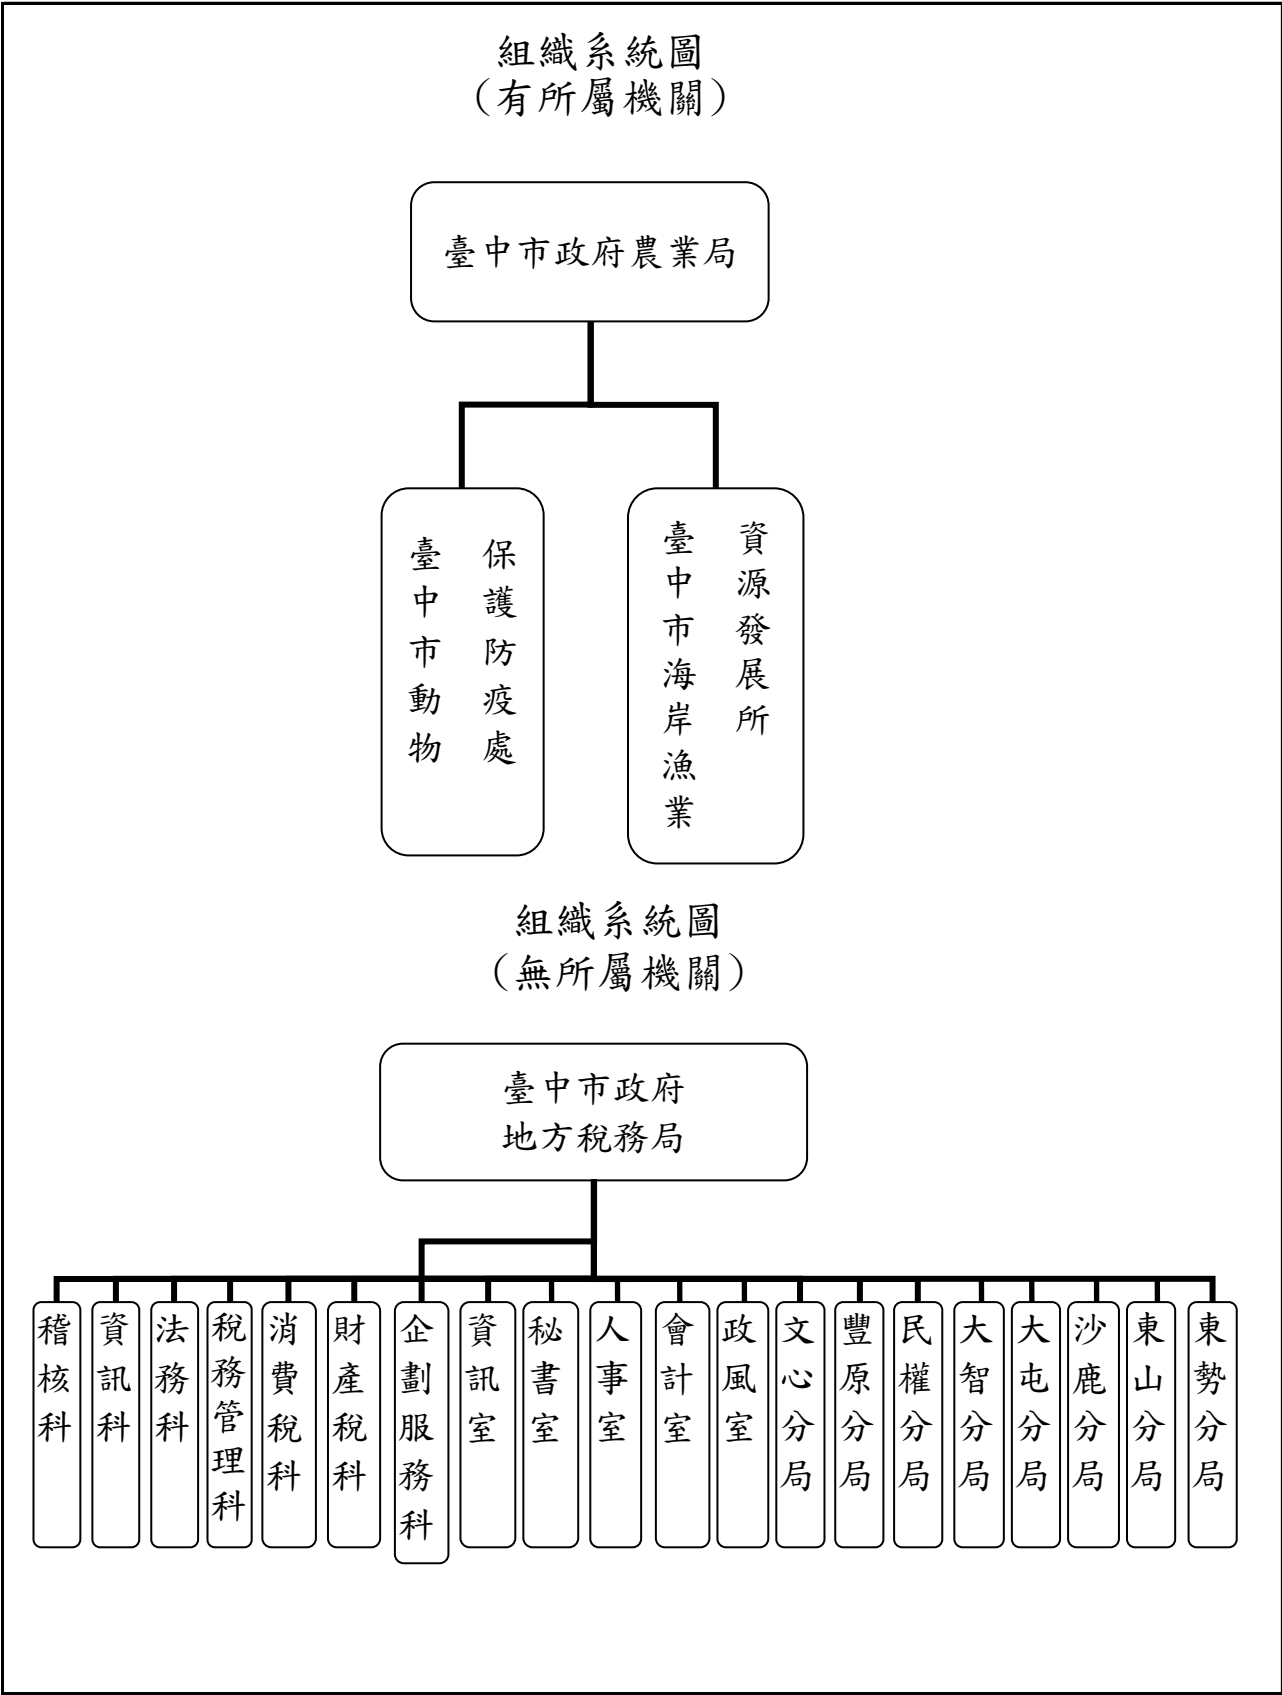 組織系統圖
（有所屬機關）
臺中市政府農業局
臺中市動物
保護防疫處
臺中市海岸漁業
資源發展所
組織系統圖
（無所屬機關）
臺中市政府
地方稅務局
稽核科
資訊科
法務科
稅務管理科
消費稅科
財產稅科
企劃服務科
資訊室
秘書室
人事室
會計室
政風室
文心分局
豐原分局
民權分局
大智分局
大屯分局
沙鹿分局
東山分局
東勢分局